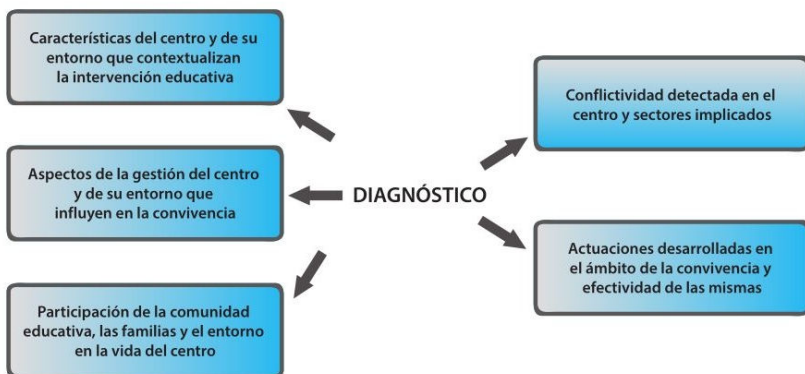 Características del centro y de su
entorno que contextualizan
la intervención educativa
Aspectos de la gestión del centro
y de su entorno que
influyen en la convivencia
Participación de la comunidad
educativa, las familias y el entorno
en la vida del centro
DIAGNÓSTICO
Conflictividad detectada en el
centro y sectores implicados
Actuaciones desarrolladas en
el ámbito de la convivencia y
efectividad de las mismas